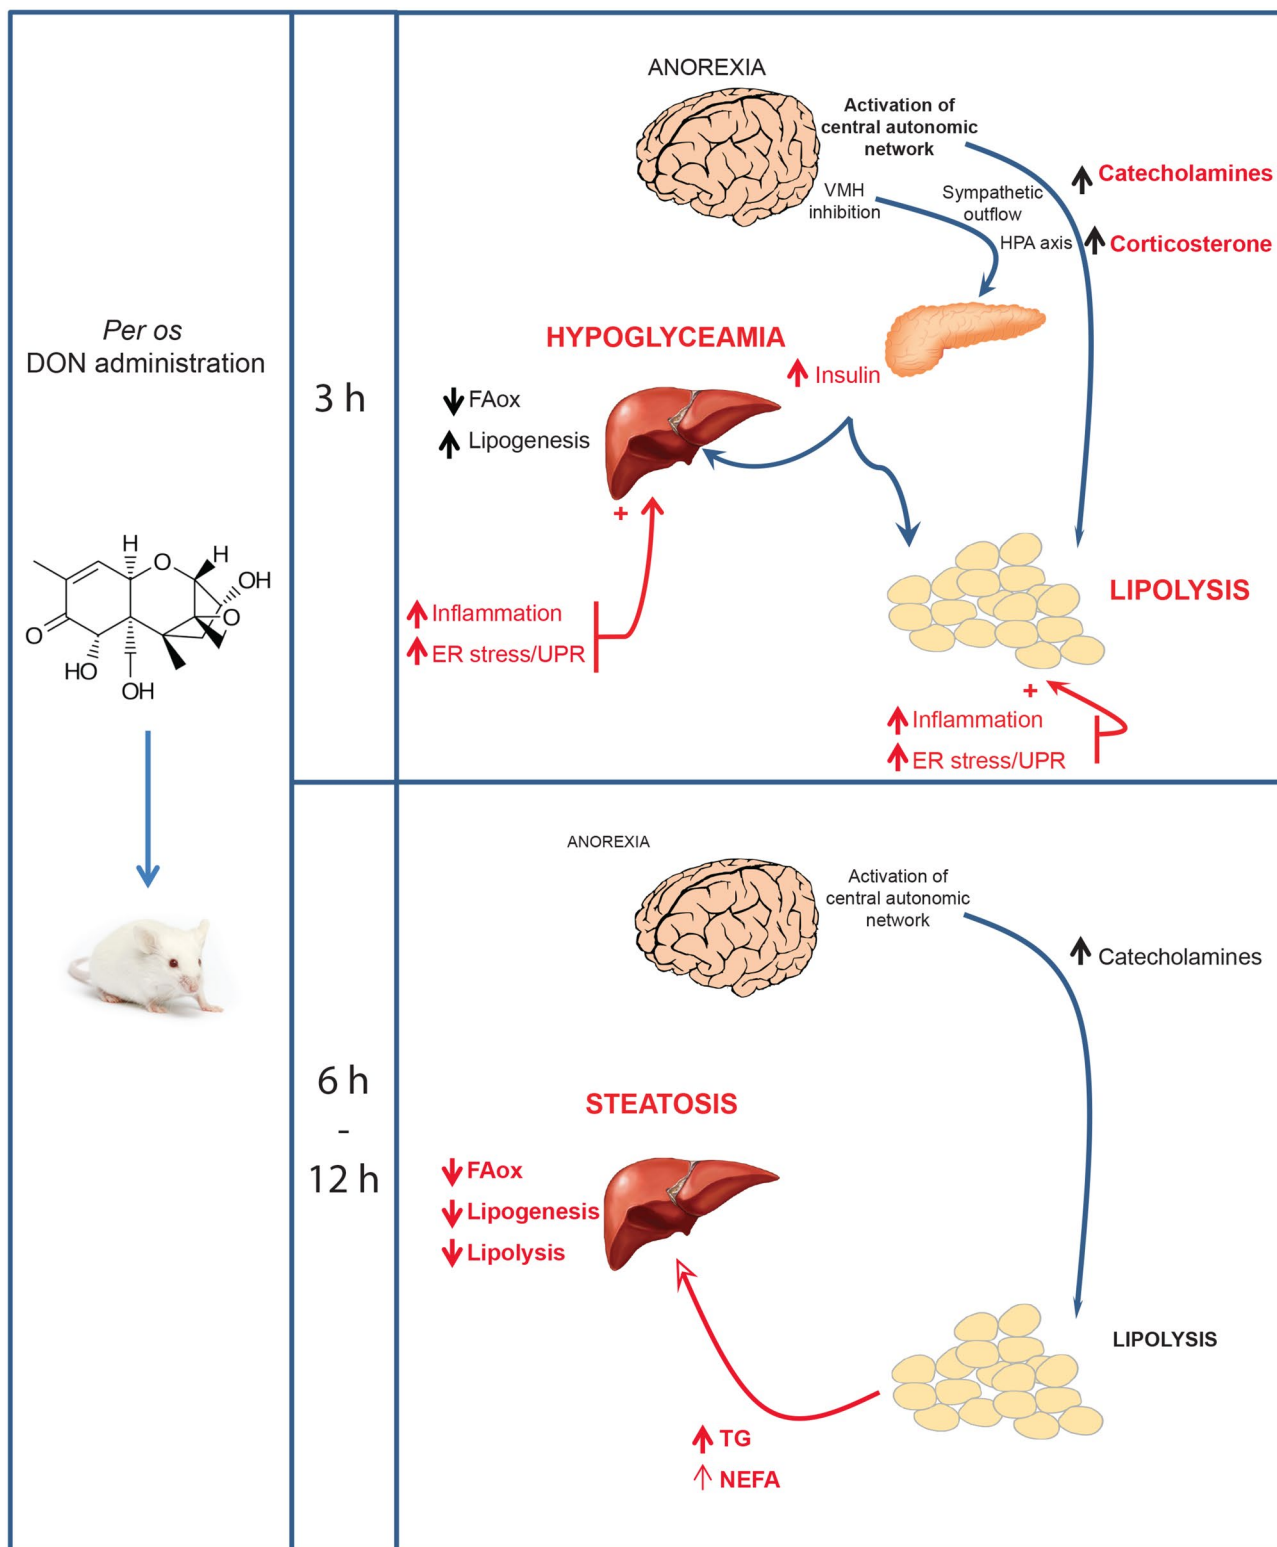 Per os
DON administration
H
O
H
OH
O
O
HO
OH
3 h
ANOREXIA
Activation of
central autonomic
network
VMH
inhibition
Sympathetic
outflow
HPA axis
Catecholamines
Corticosterone
HYPOGLYCEAMIA
Insulin
FAox
Lipogenesis
+
Inflammation
ER stress/UPR
LIPOLYSIS
+
Inflammation
ER stress/UPR
6 h
-
12 h
ANOREXIA
Activation of
central autonomic
network
Catecholamines
STEATOSIS
FAox
Lipogenesis
Lipolysis
LIPOLYSIS
TG
NEFA